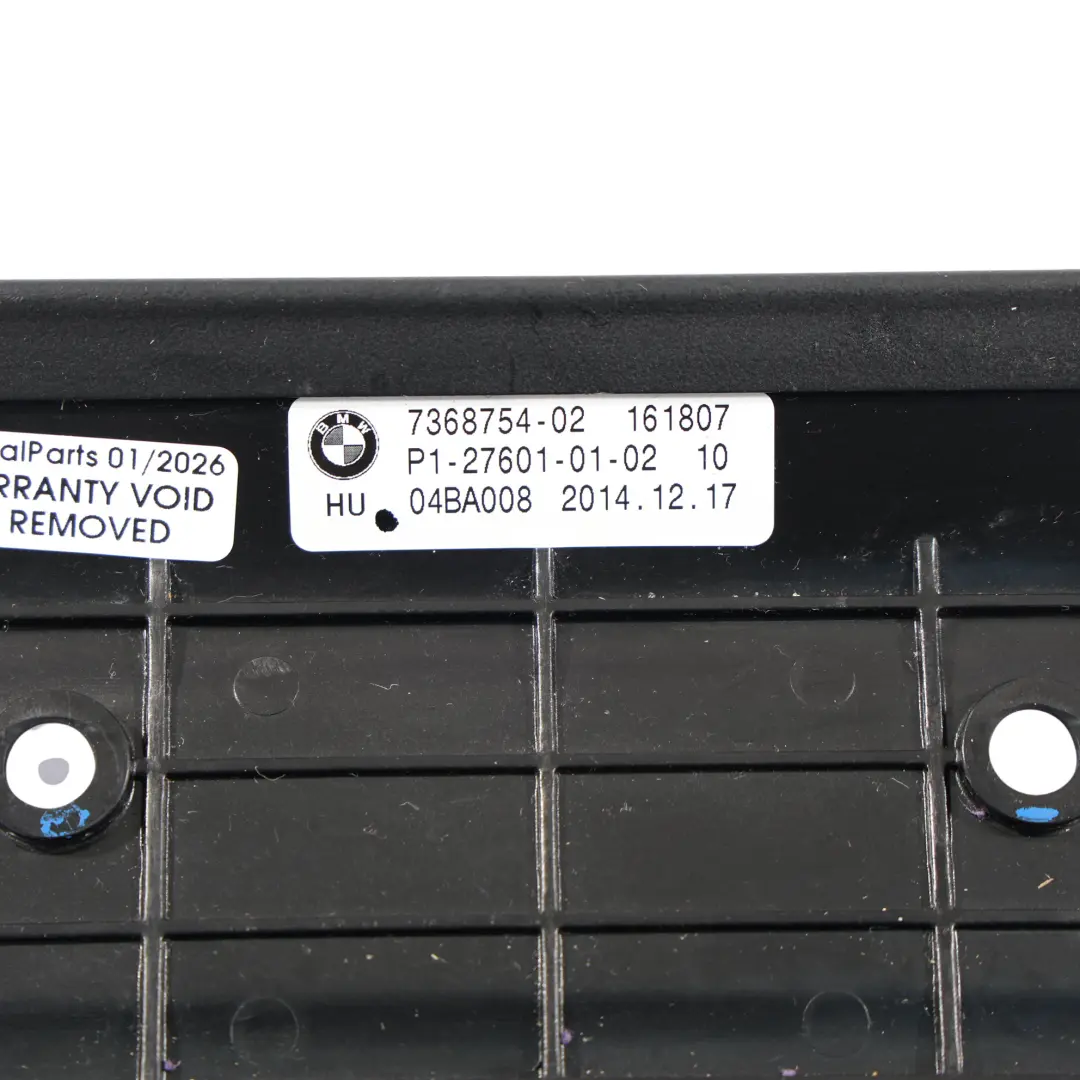 alParts 01/2026
RRANTY VOID
REMOVED
BMW
7368754-02 161807
P1-27601-01-02 10
HU 04BA008 2014.12.17